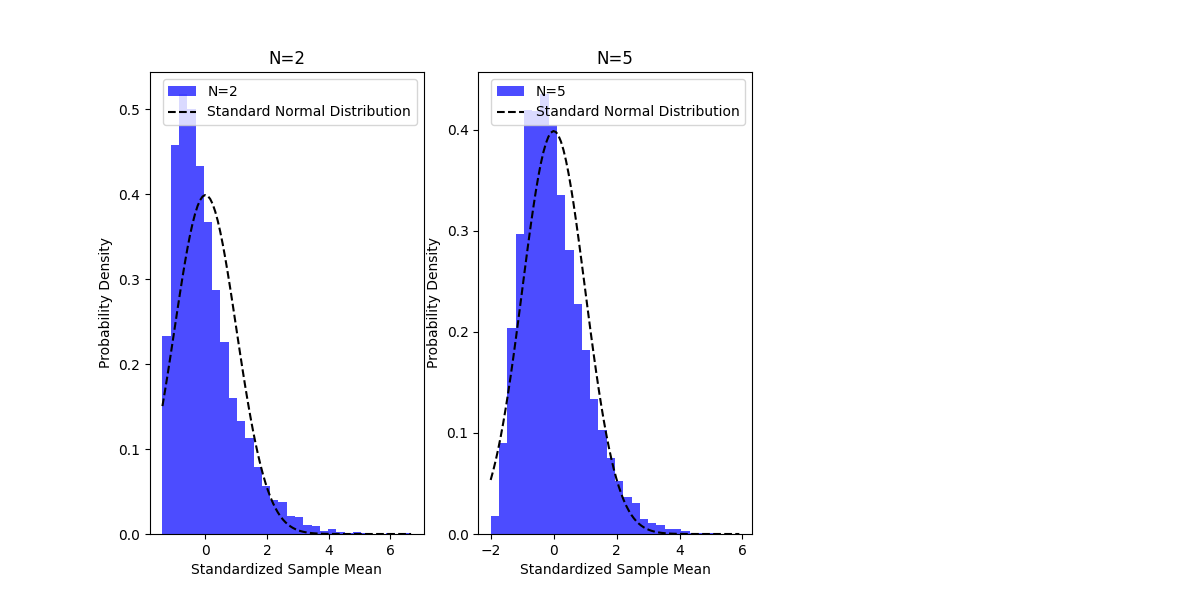 N=2
N=2
Standard Normal Distribution
0.5
0.4
0.3
0.2
0.1
0.0
Probability Density
0
2
4
6
Standardized Sample Mean
N=5
N=5
Standard Normal Distribution
0.4
0.3
0.2
0.1
0.0
Probability Density
−2
0
2
4
6
Standardized Sample Mean